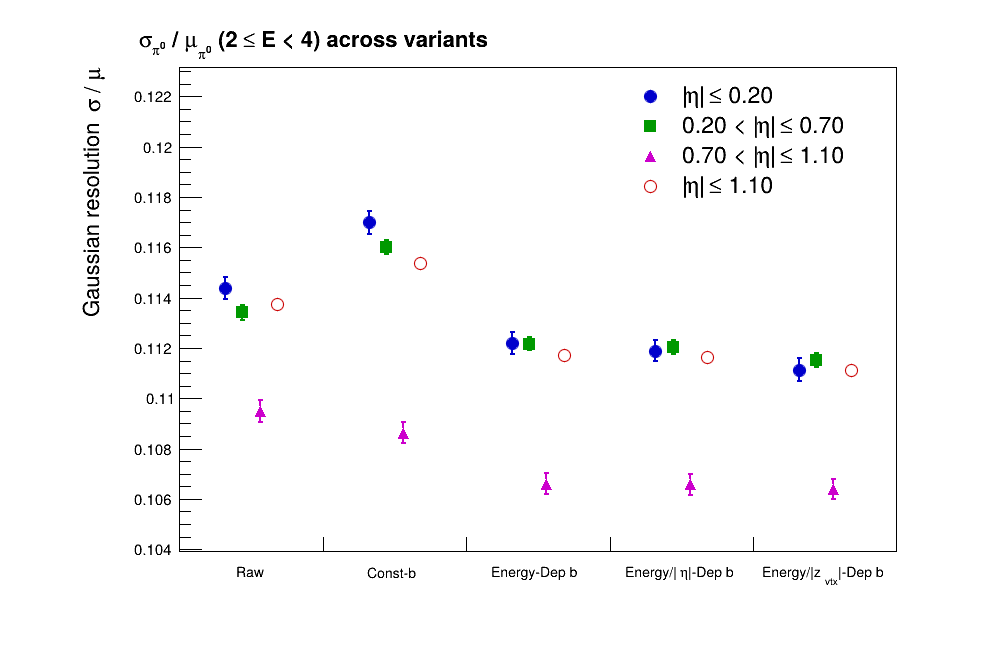 σπ⁰ / μπ⁰ (2 ≤ E < 4) across variants
Gaussian resolution σ / μ
0.122
0.12
0.118
0.116
0.114
0.112
0.11
0.108
0.106
0.104
|η| ≤ 0.20
0.20 < |η| ≤ 0.70
0.70 < |η| ≤ 1.10
|η| ≤ 1.10
Raw Const-b Energy-Dep b Energy/|η|-Dep b Energy/|z vtx|-Dep b